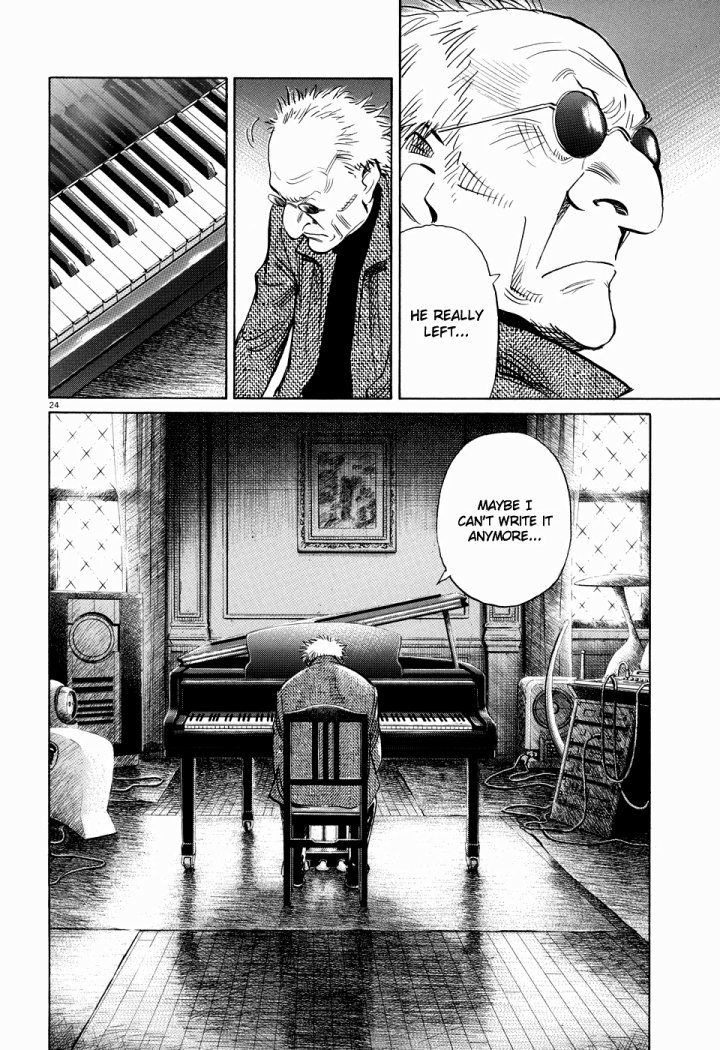 HE REALLY
LEFT...
24
MAYBE I
CAN'T WRITE IT
ANYMORE...